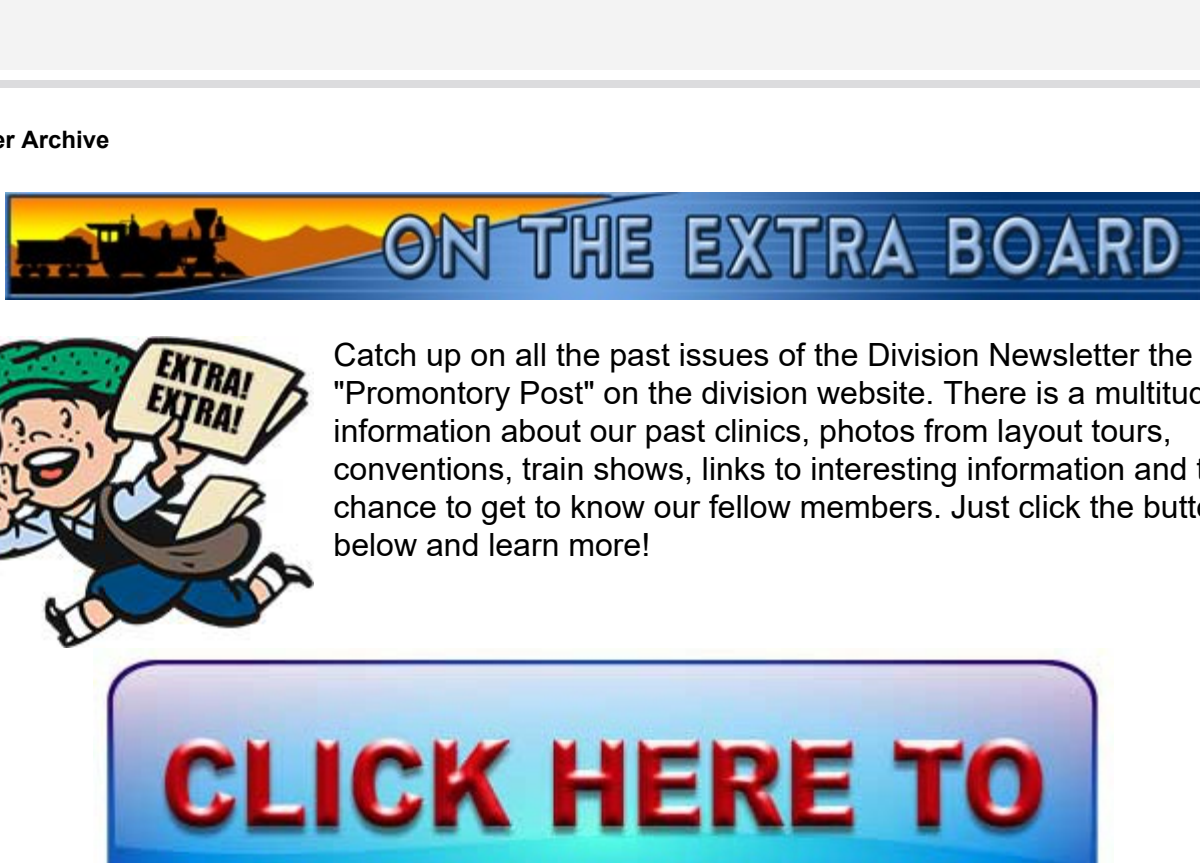 er Archive
ON THE EXTRA BOARD
EXTRA!
EXTRA!
Catch up on all the past issues of the Division Newsletter the
"Promontory Post" on the division website. There is a multitud
information about our past clinics, photos from layout tours,
conventions, train shows, links to interesting information and t
chance to get to know our fellow members. Just click the butt
below and learn more!
CLICK HERE TO